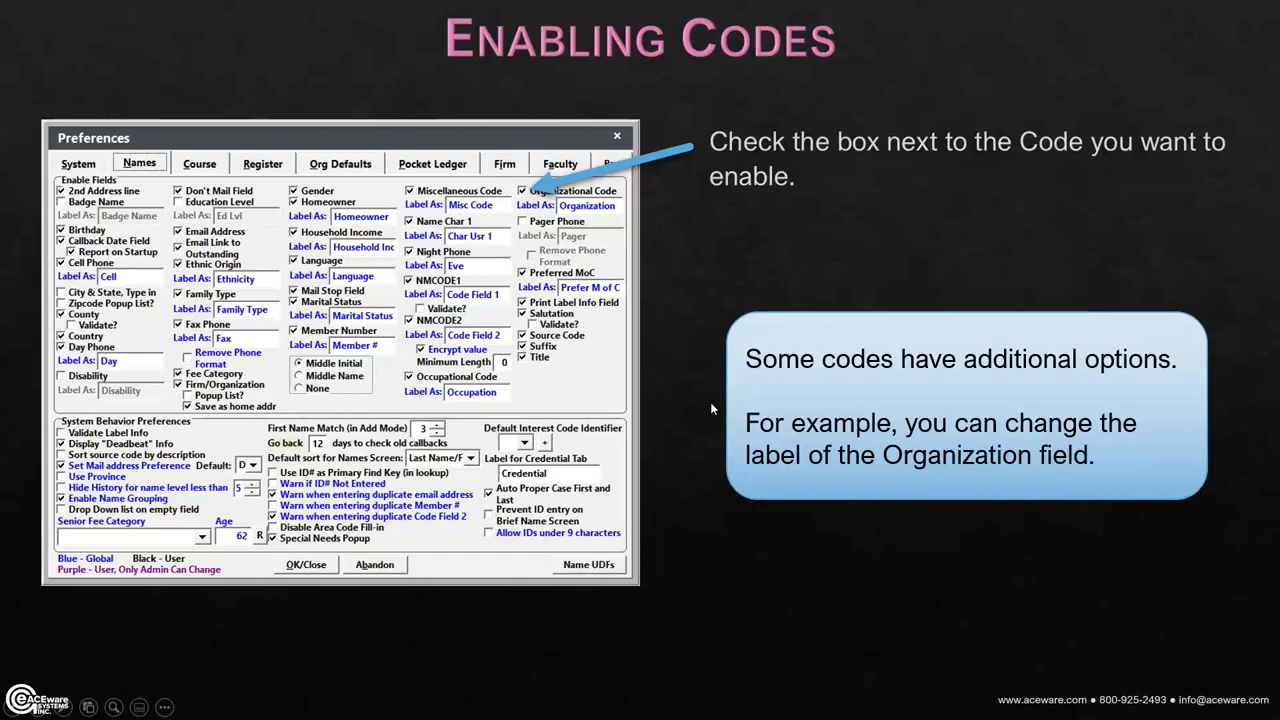 ENABLING CODES
Check the box next to the Code you want to
enable.
Preferences
System Names Course Register Org Defaults Pocket Ledger Firm Faculty
Enable Fields
2nd Address line
Badge Name
Label As: Badge Name
Birthday
Callback Date Field
Report on Startup
Cell Phone
Label As: Cell
City & State, Type in
Zipcode Popup List?
County
Validate?
Country
Day Phone
Label As: Day
Disability
Label As: Disability
Don't Mail Field
Education Level
Label As: Ed Lvl
Email Address
Email Link to
Outstanding
Ethnic Origin
Label As: Ethnicity
Family Type
Label As: Family Type
Fax Phone
Label As: Fax
Remove Phone
Format
Fee Category
Firm/Organization
Popup List?
Save as home addr
Gender
Homeowner
Label As: Homeowner
Household Income
Label As: Household Inc
Language
Label As: Language
Mail Stop Field
Marital Status
Label As: Marital Status
Member Number
Label As: Member #
Middle Initial
Middle Name
None
Miscellaneous Code
Label As: Misc Code
Name Char 1
Label As: Char Usr 1
Night Phone
Label As: Eve
NMCODE1
Label As: Code Field 1
Validate?
NMCODE2
Label As: Code Field 2
Encrypt value
Minimum Length 0
Occupational Code
Label As: Occupation
Organizational Code
Label As: Organization
Pager Phone
Label As: Pager
Remove Phone
Format
Preferred MoC
Label As: Prefer M of C
Print Label Info Field
Salutation
Validate?
Source Code
Suffix
Title
System Behavior Preferences
Validate Label Info
Display "Deadbeat" Info
Sort source code by description
Set Mail address Preference Default: D
Use Province
Hide History for name level less than 5
Enable Name Grouping
Drop Down list on empty field
Senior Fee Category Age
62 R
First Name Match (in Add Mode) 3
Go back 12 days to check old callbacks
Default sort for Names Screen: Last Name/F
Use ID# as Primary Find Key (in lookup)
Warn if ID# Not Entered
Warn when entering duplicate email address
Warn when entering duplicate Member #
Warn when entering duplicate Code Field 2
Disable Area Code Fill-in
Special Needs Popup
Default Interest Code Identifier
+
Label for Credential Tab
Credential
Auto Proper Case First and
Last
Prevent ID entry on
Brief Name Screen
Allow IDs under 9 characters
Blue - Global Black - User
Purple - User, Only Admin Can Change
OK/Close Abandon Name UDFs
Some codes have additional options.
For example, you can change the
label of the Organization field.
ACEware
SYSTEMS
INC.
www.aceware.com ● 800-925-2493 ● info@aceware.com